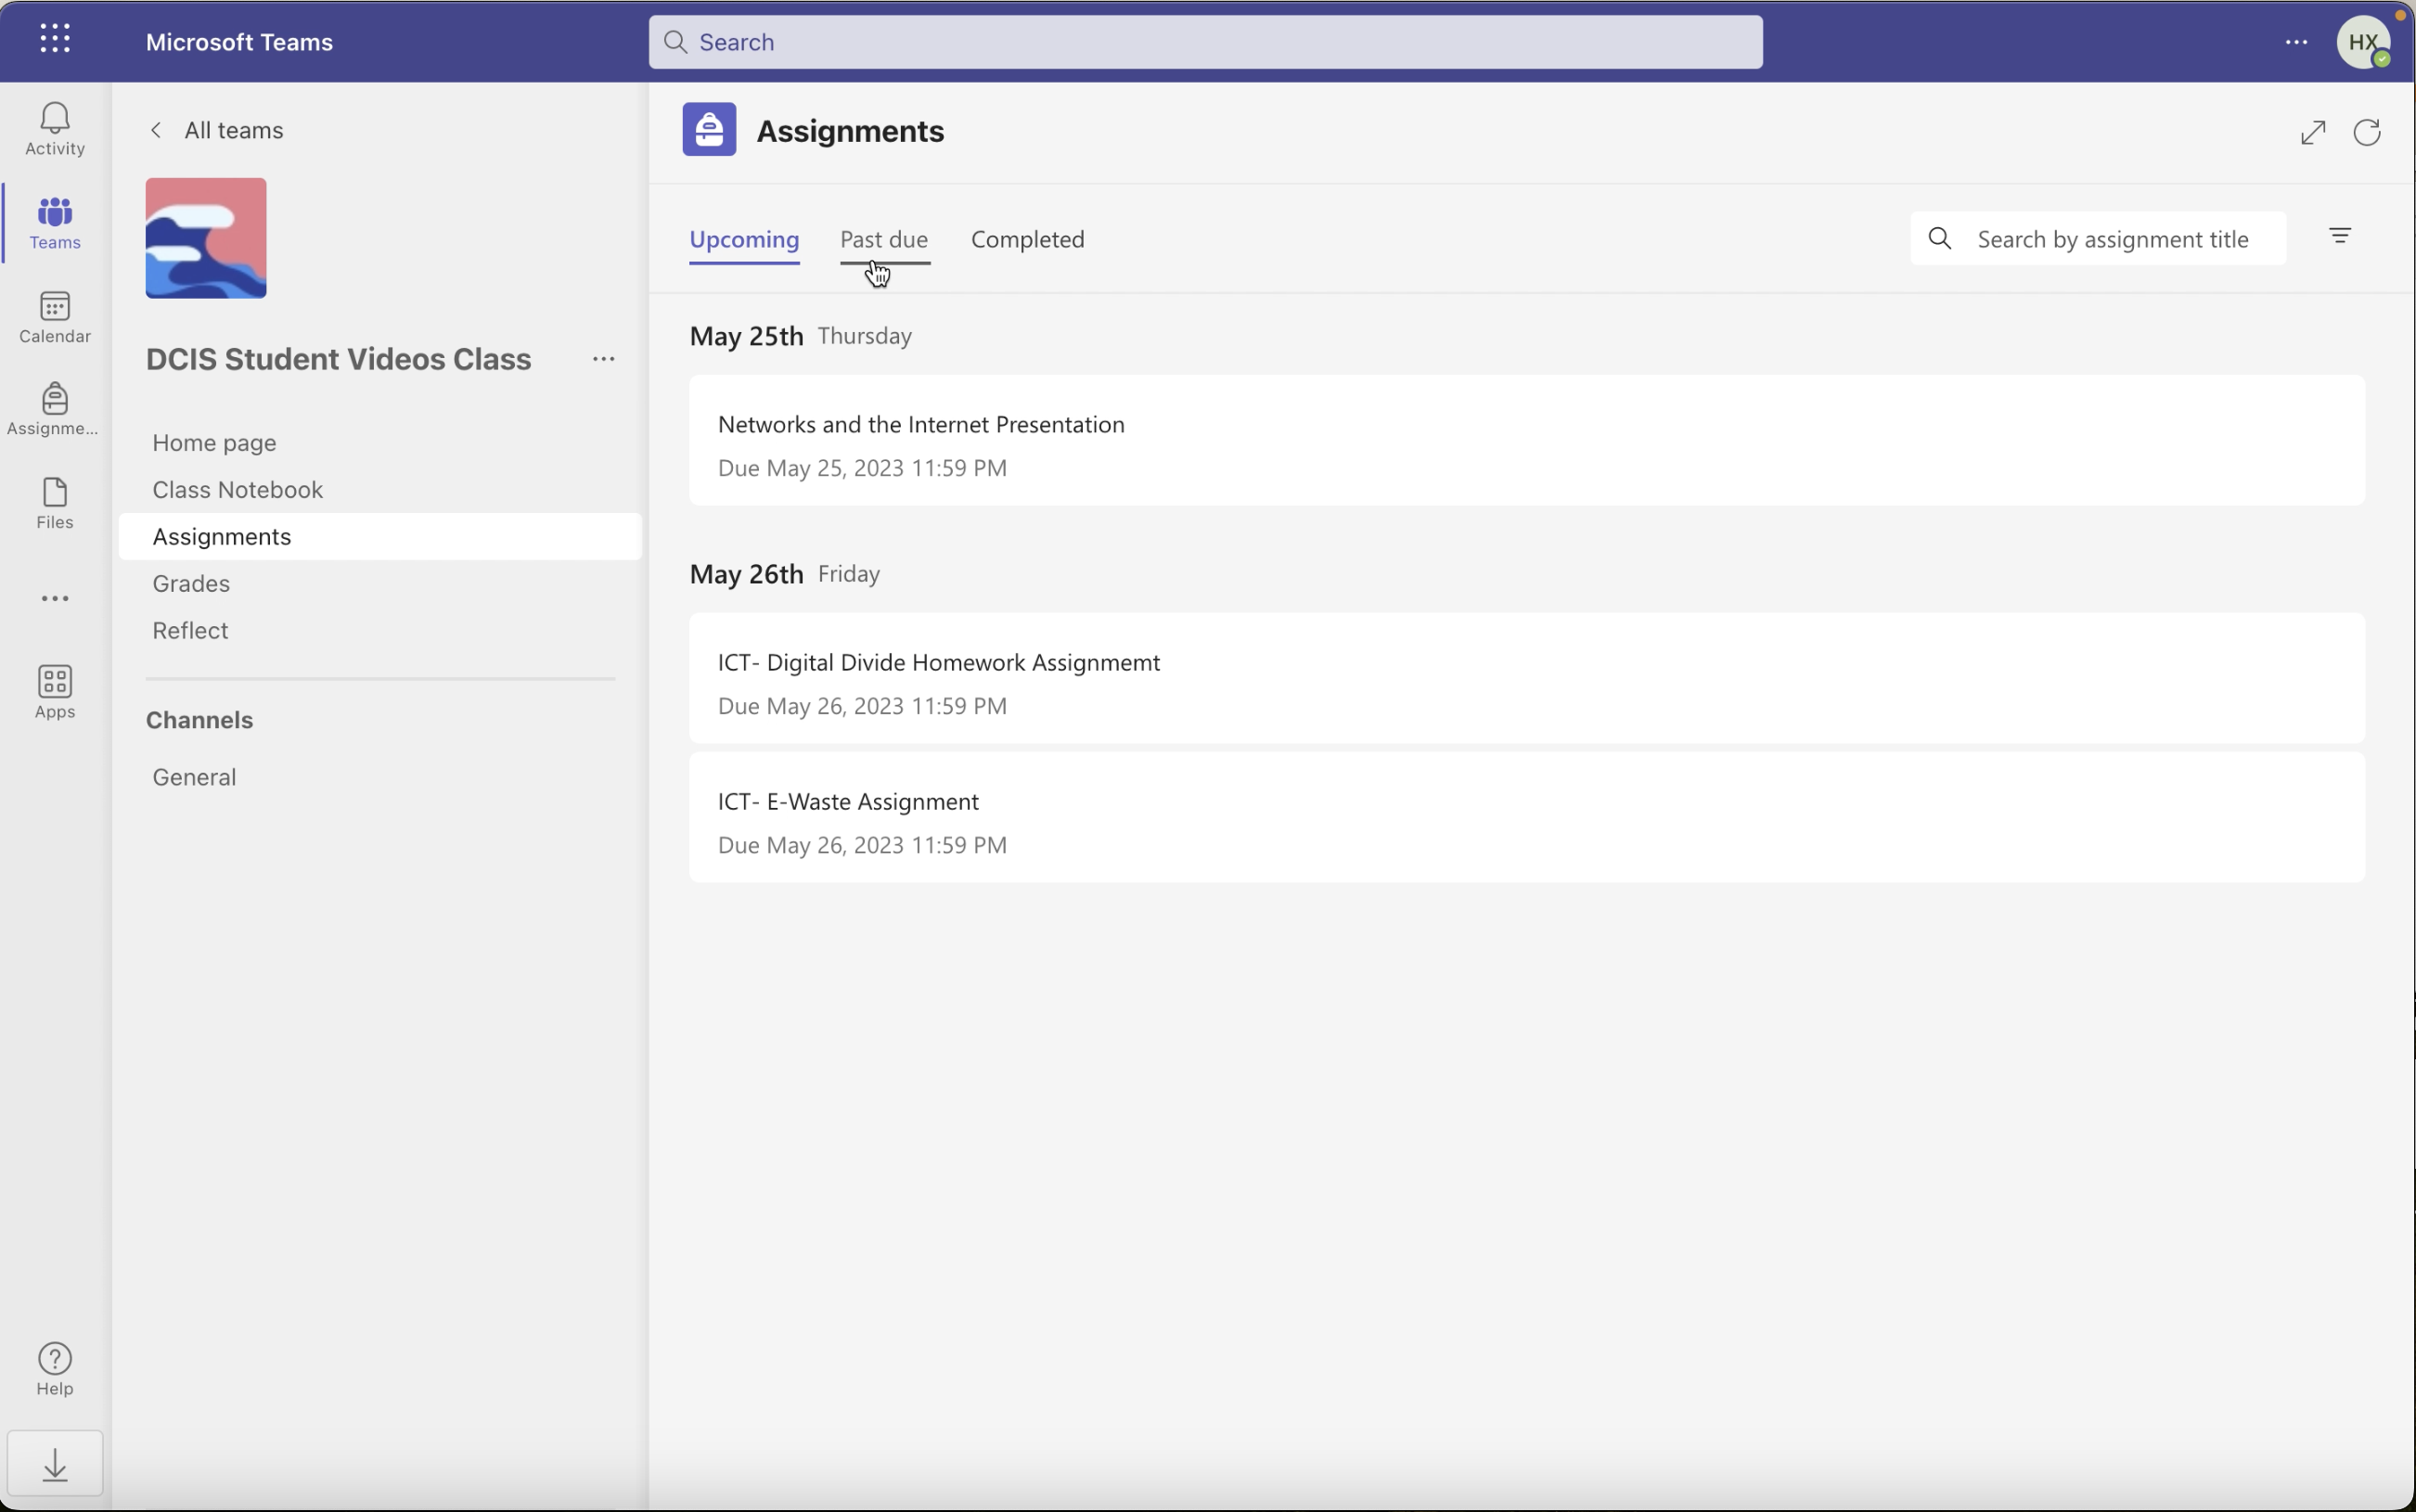 Microsoft Teams
Search
HX
Activity
Teams
Calendar
Assignme...
Files
Apps
Help
All teams
DCIS Student Videos Class
Home page
Class Notebook
Assignments
Grades
Reflect
Channels
General
Assignments
Upcoming
Past due
Completed
Search by assignment title
May 25th Thursday
Networks and the Internet Presentation
Due May 25, 2023 11:59 PM
May 26th Friday
ICT- Digital Divide Homework Assignmemt
Due May 26, 2023 11:59 PM
ICT- E-Waste Assignment
Due May 26, 2023 11:59 PM